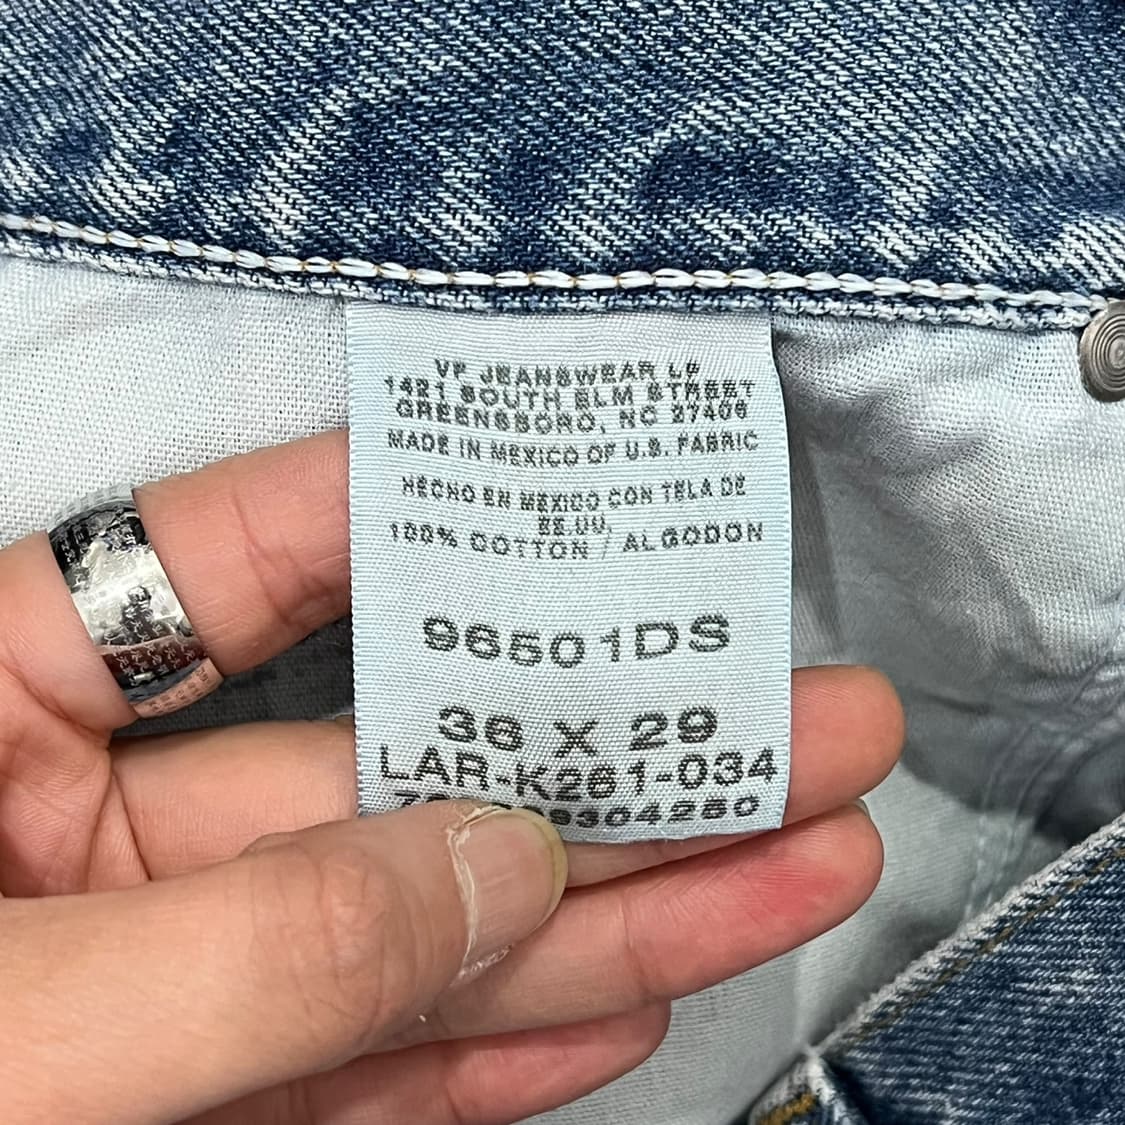 VF JEANSWEAR LP
1421 SOUTH ELM STREET
GREENSBORO, NC 27406
MADE IN MEXICO OF U.S. FABRIC
HECHO EN MEXICO CON TELA DE
EE.UU.
100% COTTON / ALGODON
96501DS
36 X 29
LAR-K261-034
9304260